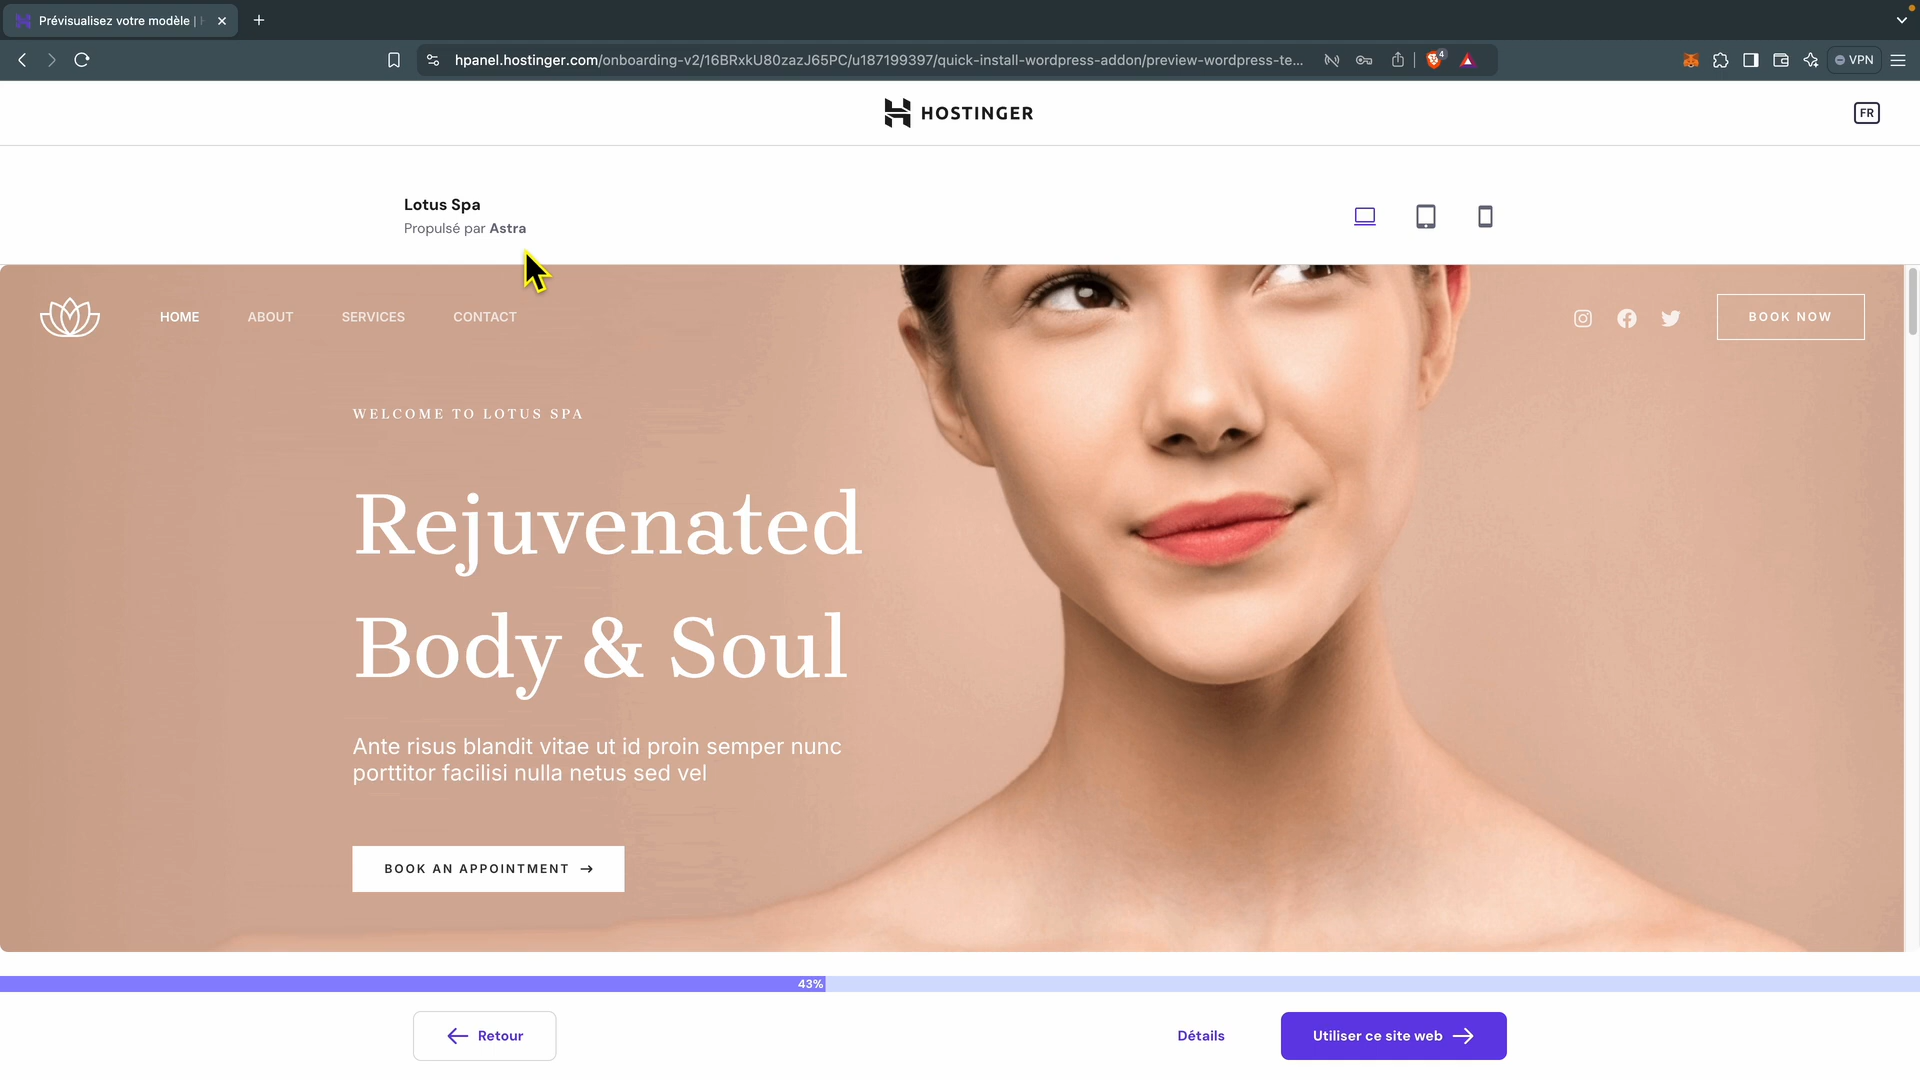 Prévisualisez votre modèle |
hpanel.hostinger.com/onboarding-v2/16BRxkU80zazJ65PC/u187199397/quick-install-wordpress-addon/preview-wordpress-te...
4
VPN
HOSTINGER
FR
Lotus Spa
Propulsé par Astra
HOME
ABOUT
SERVICES
CONTACT
BOOK NOW
WELCOME TO LOTUS SPA
Rejuvenated
Body & Soul
Ante risus blandit vitae ut id proin semper nunc
porttitor facilisi nulla netus sed vel
BOOK AN APPOINTMENT →
43%
← Retour
Détails
Utiliser ce site web →